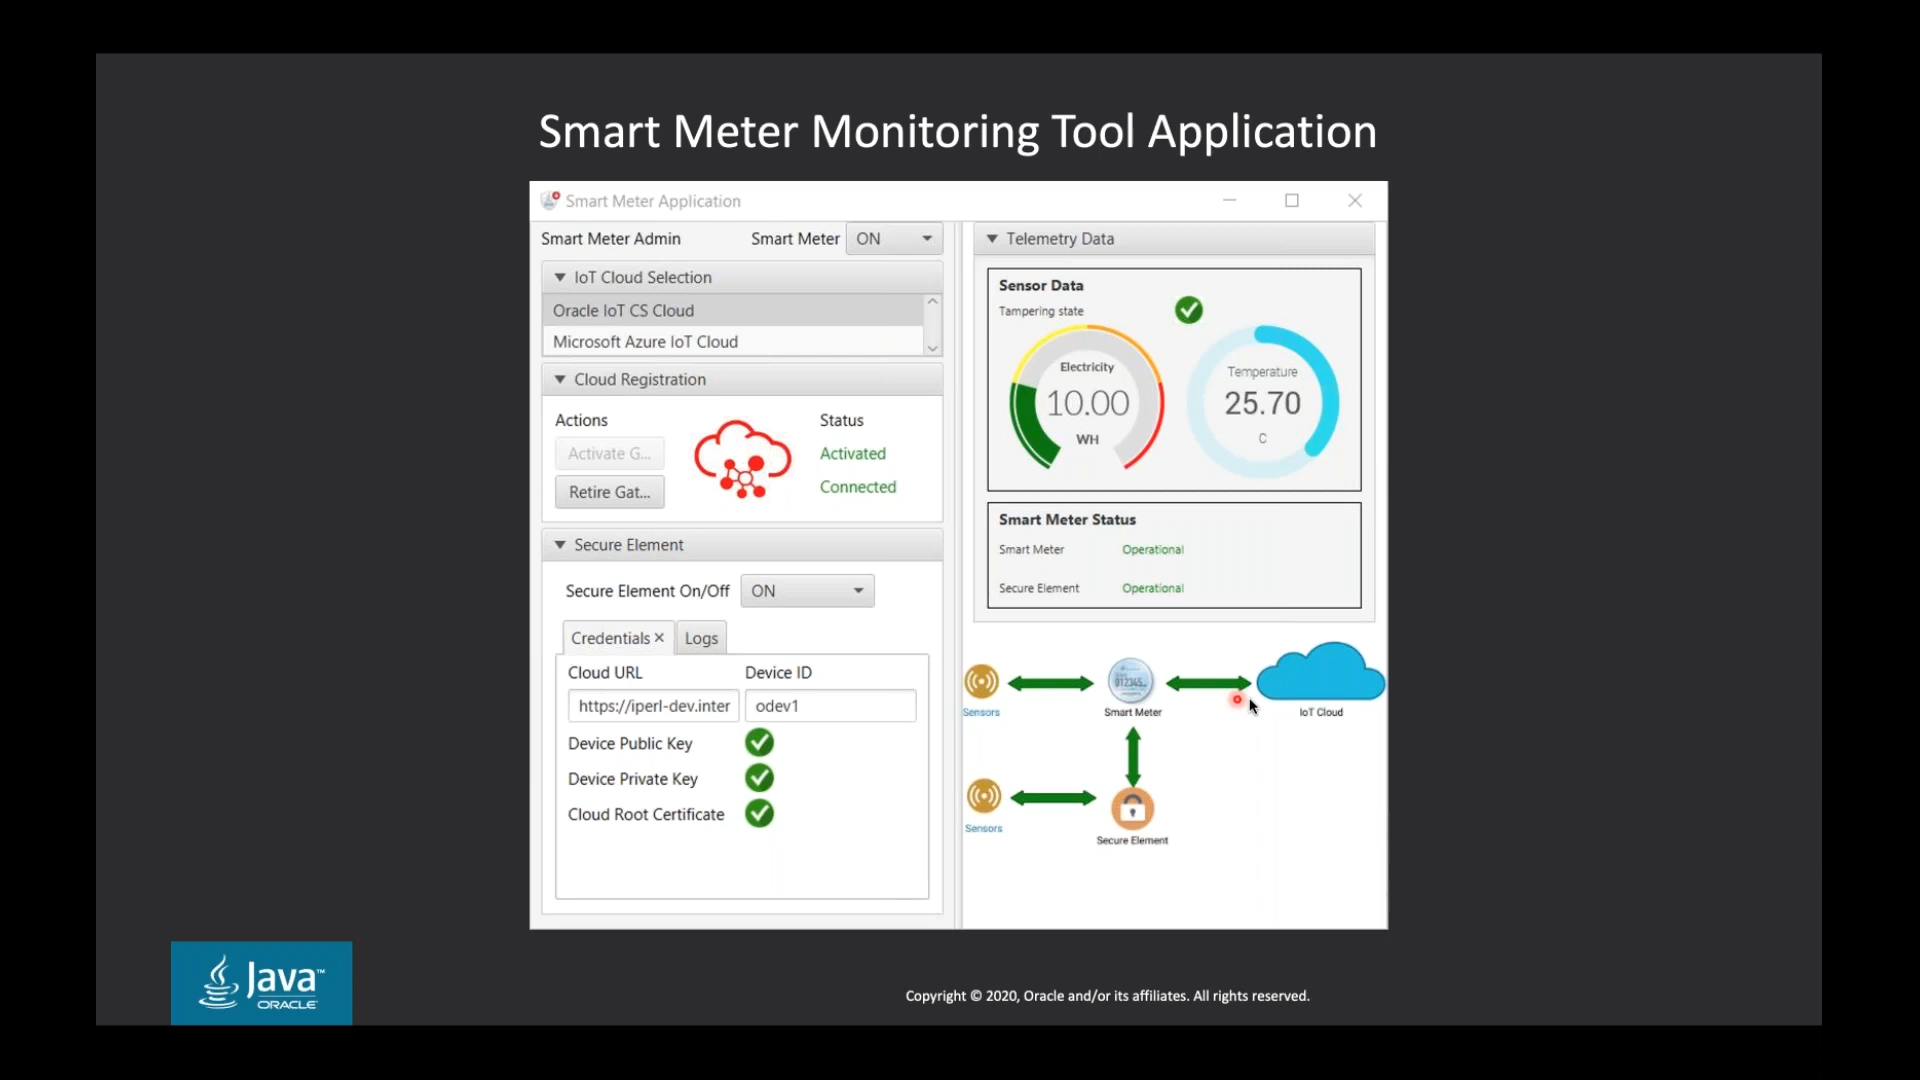 Smart Meter Monitoring Tool Application
Smart Meter Application
Smart Meter Admin
Smart Meter ON
IoT Cloud Selection
Oracle IoT CS Cloud
Microsoft Azure IoT Cloud
Cloud Registration
Actions
Status
Activate G...
Activated
Retire Gat...
Connected
Secure Element
Secure Element On/Off ON
Credentials ×
Logs
Cloud URL
Device ID
https://iperl-dev.inter
odev1
Device Public Key
Device Private Key
Cloud Root Certificate
Telemetry Data
Sensor Data
Tampering state
Electricity
10.00
WH
Temperature
25.70
C
Smart Meter Status
Smart Meter Operational
Secure Element Operational
Sensors
012345...
Smart Meter
IoT Cloud
Sensors
Secure Element
Java™
ORACLE
Copyright © 2020, Oracle and/or its affiliates. All rights reserved.